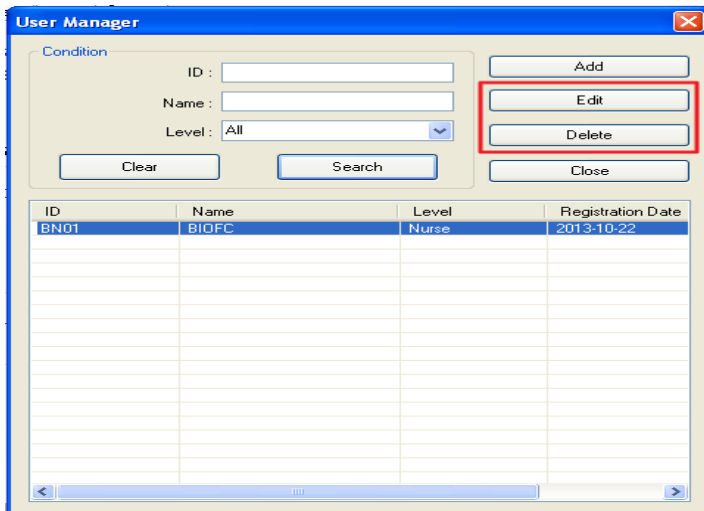 User Manager
Condition
ID :
Name :
Level : All
Clear Search
Add
Edit
Delete
Close
ID Name Level Registration Date
BN01 BIOFC Nurse 2013-10-22